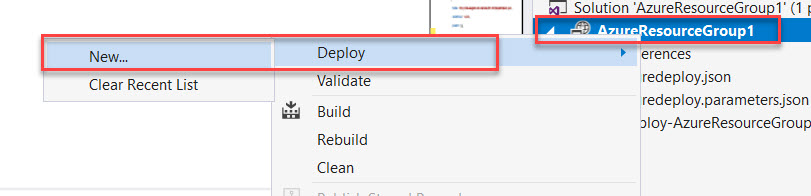 Solution 'AzureResourceGroup1' (1 p
AzureResourceGroup1
erences
redeploy.json
redeploy.parameters.json
ploy-AzureResourceGroup
New...
Clear Recent List
Deploy
Validate
Build
Rebuild
Clean